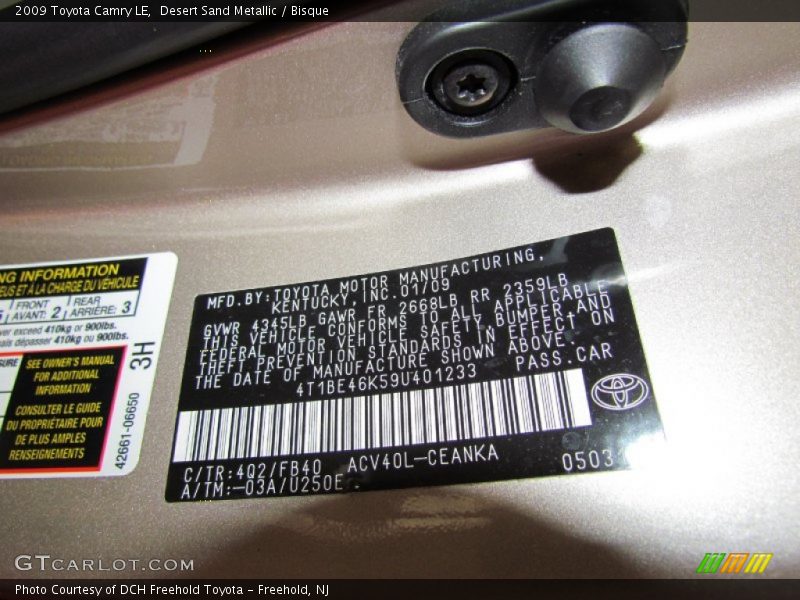 2009 Toyota Camry LE, Desert Sand Metallic / Bisque
NG INFORMATION
EUS ET À LA CHARGE DU VÉHICULE
FRONT
AVANT: 2
REAR
ARRIÈRE: 3
ver exceed 410kg or 900lbs.
ais dépasser 410kg ou 900lbs.
SURE
SEE OWNER'S MANUAL
FOR ADDITIONAL
INFORMATION
CONSULTER LE GUIDE
DU PROPRIÉTAIRE POUR
DE PLUS AMPLES
RENSEIGNEMENTS
3H
42661-06650
MFD. BY: TOYOTA MOTOR MANUFACTURING,
KENTUCKY, INC. 01/09
GVWR 4345LB GAWR FR 2668LB RR 2359LB
THIS VEHICLE CONFORMS TO ALL APPLICABLE
FEDERAL MOTOR VEHICLE SAFETY, BUMPER, AND
THEFT PREVENTION STANDARDS IN EFFECT ON
THE DATE OF MANUFACTURE SHOWN ABOVE.
4T1BE46K59U401233 PASS. CAR
C/TR: 4Q2/FB40 ACV40L-CEANKA
A/TM: -03A/U250E 0503
GTCARLOT.COM
Photo Courtesy of DCH Freehold Toyota - Freehold, NJ